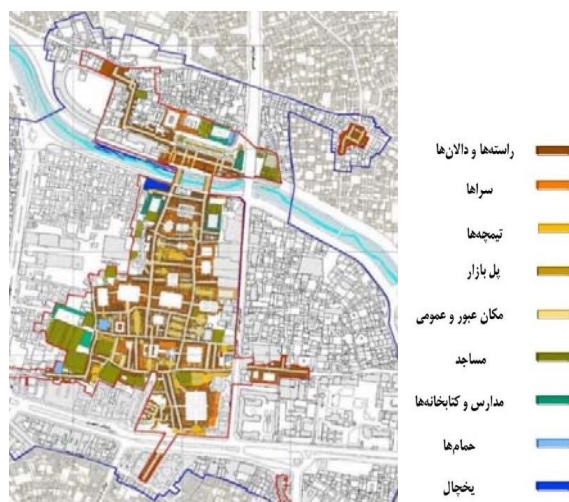 راسته‌ها و دالان‌ها
سراها
تیمچه‌ها
پل بازار
مکان عبور و عمومی
مساجد
مدارس و کتابخانه‌ها
حمام‌ها
یخچال